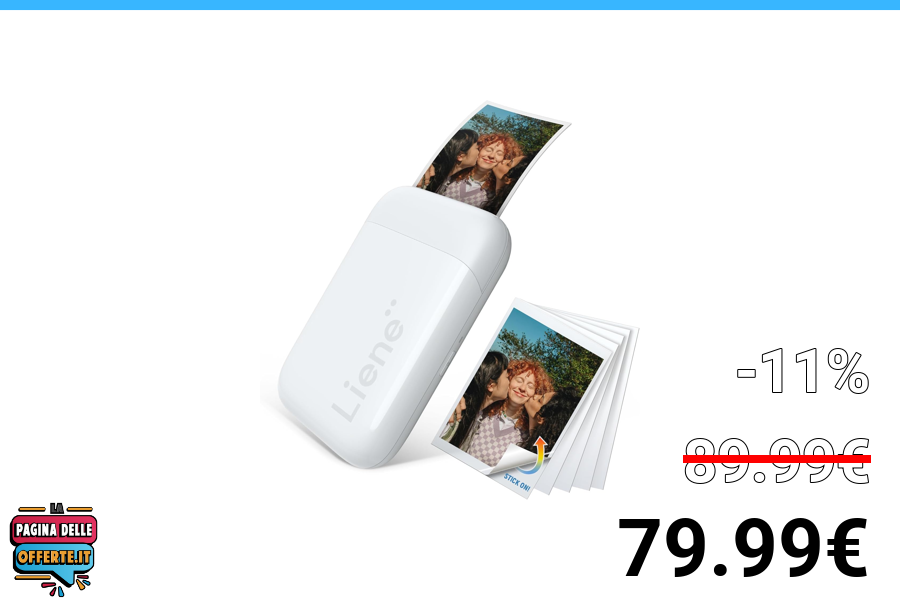 Liene
STICK ON!
-11%
89.99€
79.99€
LA
PAGINA DELLE
OFFERTE.IT